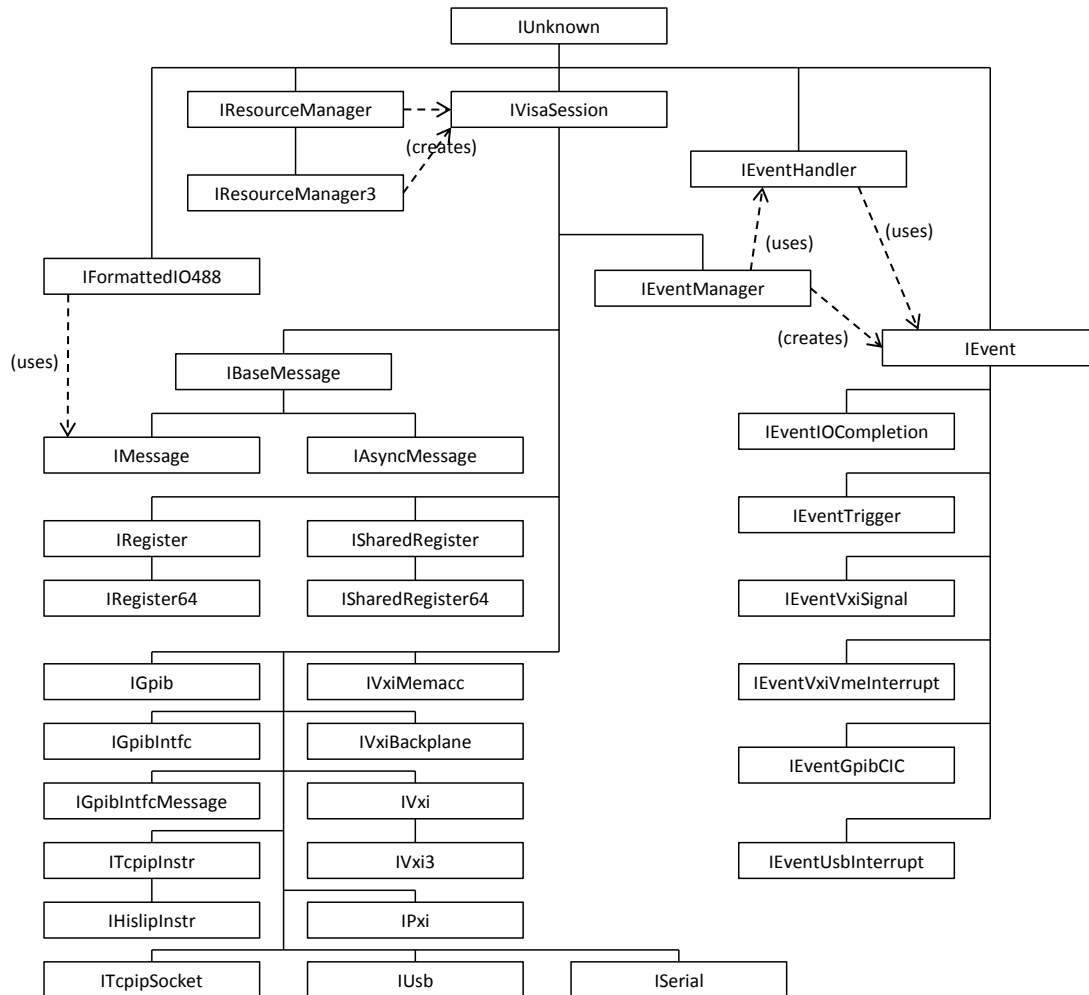 IUnknown
IResourceManager
IVisaSession
(creates)
IResourceManager3
IEventHandler
(uses)
(uses)
IFormattedIO488
IEventManager
(creates)
IEvent
(uses)
IBaseMessage
IMessage
IAsyncMessage
IEventIOCompletion
IRegister
ISharedRegister
IEventTrigger
IRegister64
ISharedRegister64
IEventVxiSignal
IGpib
IVxiMemacc
IEventVxiVmeInterrupt
IGpibIntfc
IVxiBackplane
IEventGpibCIC
IGpibIntfcMessage
IVxi
ITcpipInstr
IVxi3
IEventUsbInterrupt
IHislipInstr
IPxi
ITcpipSocket
IUsb
ISerial